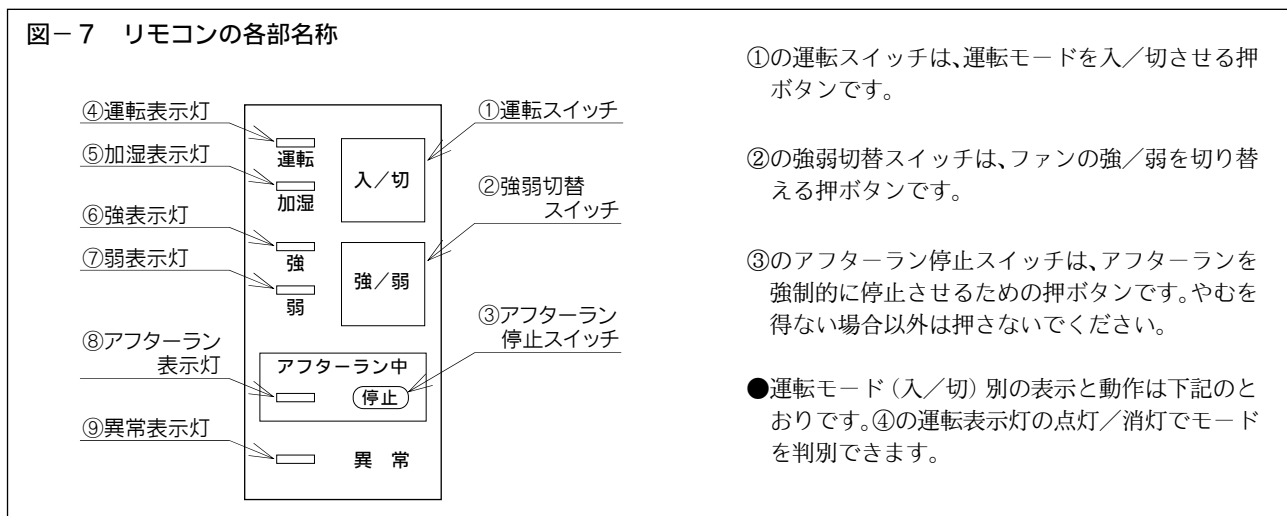 図－7　リモコンの各部名称
④運転表示灯
⑤加湿表示灯
⑥強表示灯
⑦弱表示灯
⑧アフターラン
表示灯
⑨異常表示灯
運転
加湿
強
弱
入／切
強／弱
アフターラン中
停止
異　常
①運転スイッチ
②強弱切替
スイッチ
③アフターラン
停止スイッチ
①の運転スイッチは、運転モードを入／切させる押
ボタンです。
②の強弱切替スイッチは、ファンの強／弱を切り替
える押ボタンです。
③のアフターラン停止スイッチは、アフターランを
強制的に停止させるための押ボタンです。やむを
得ない場合以外は押さないでください。
●運転モード（入／切）別の表示と動作は下記のと
おりです。④の運転表示灯の点灯／消灯でモード
を判別できます。